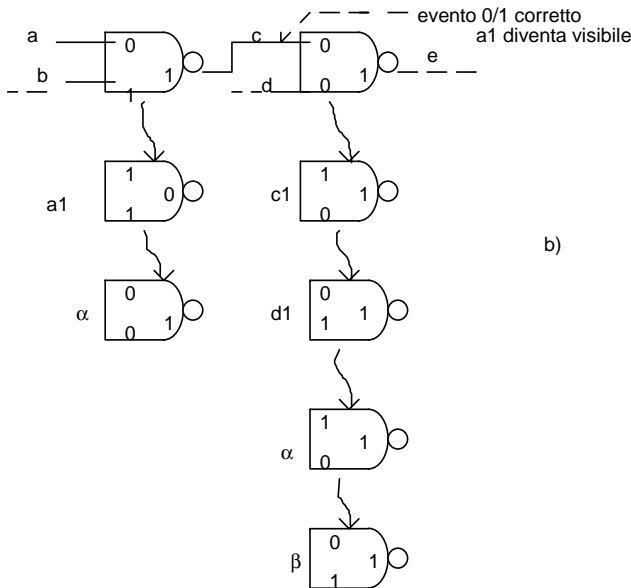 evento 0/1 corretto
a 0 c 0 a1 diventa visibile
b 1 1 d 0 1 e
1 1
a1 0 c1 1
1 0
b)
0 0
α 1 d1 1 1
0
1
α 1
0
0
β 1
1